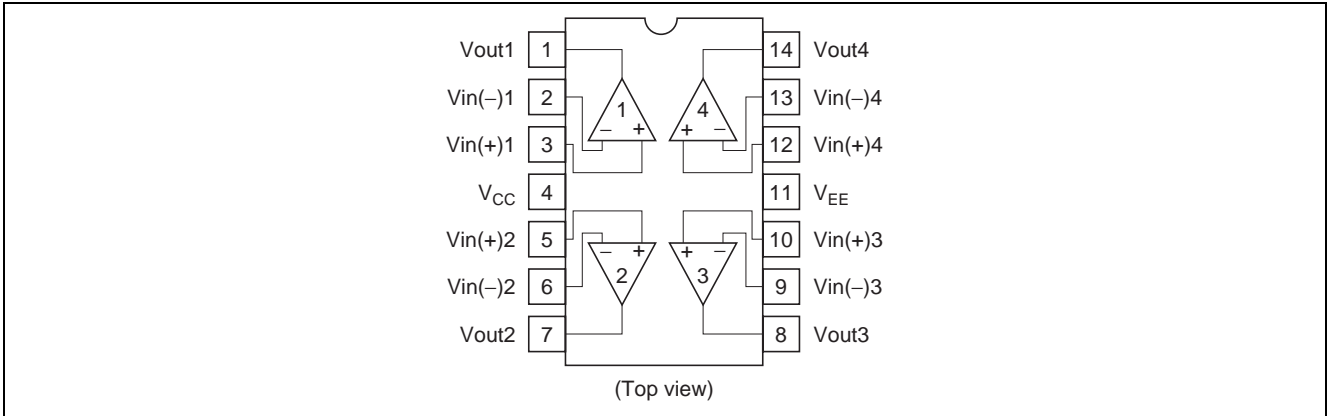 Vout1 1 14 Vout4
Vin(−)1 2 1 4 13 Vin(−)4
− + + −
Vin(+)1 3 12 Vin(+)4
VCC 4 11 VEE
Vin(+)2 5 10 Vin(+)3
− + + −
Vin(−)2 6 2 3 9 Vin(−)3
Vout2 7 8 Vout3
(Top view)